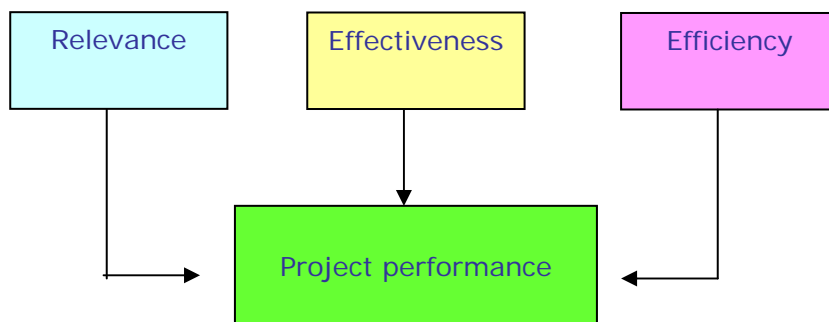 Relevance
Effectiveness
Efficiency
Project performance